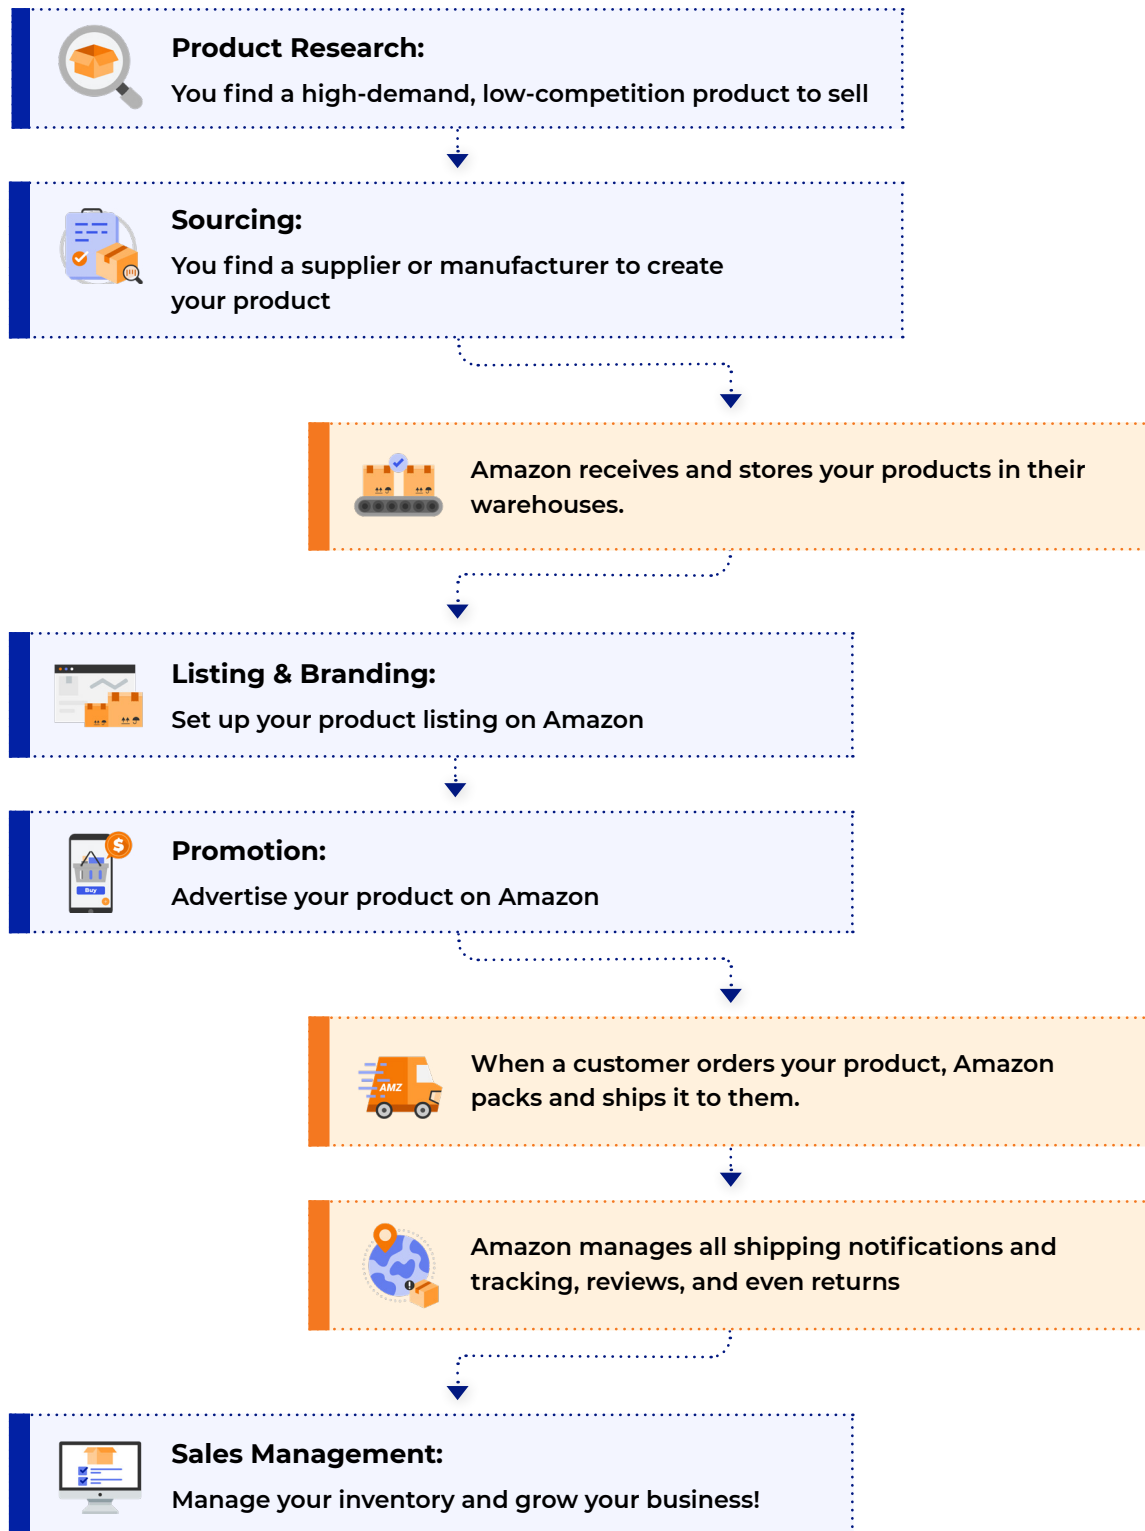 Product Research:
You find a high-demand, low-competition product to sell
Sourcing:
You find a supplier or manufacturer to create
your product
Amazon receives and stores your products in their
warehouses.
Listing & Branding:
Set up your product listing on Amazon
Promotion:
$
Buy
Advertise your product on Amazon
When a customer orders your product, Amazon
packs and ships it to them.
AMZ
Amazon manages all shipping notifications and
tracking, reviews, and even returns
Sales Management:
Manage your inventory and grow your business!